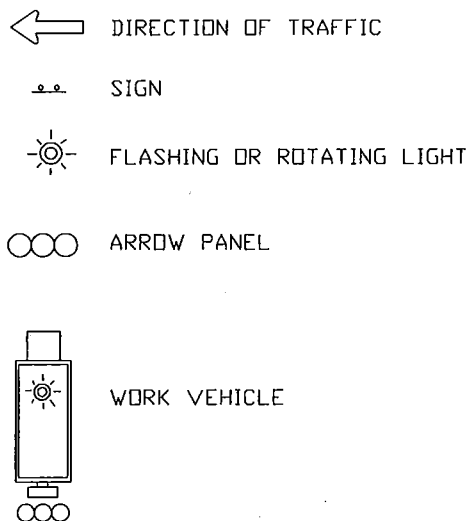 DIRECTION OF TRAFFIC
SIGN
FLASHING OR ROTATING LIGHT
ARROW PANEL
WORK VEHICLE